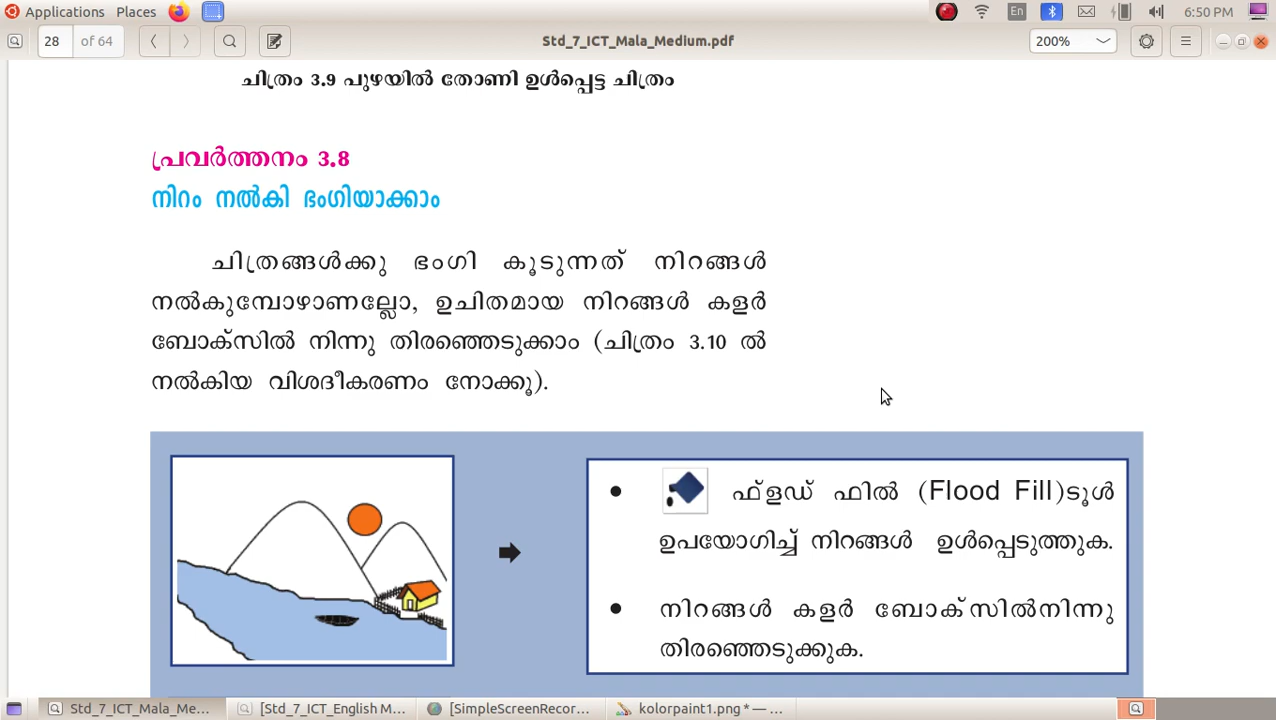 Applications Places En 6:50 PM
28 of 64 Std_7_ICT_Mala_Medium.pdf 200%
ചിത്രം 3.9 പുഴയിൽ തോണി ഉൾപ്പെട്ട ചിത്രം
പ്രവർത്തനം 3.8
നിറം നൽകി ഭംഗിയാക്കാം
ചിത്രങ്ങൾക്കു ഭംഗി കൂടുന്നത് നിറങ്ങൾ
നൽകുമ്പോഴാണല്ലോ, ഉചിതമായ നിറങ്ങൾ കളർ
ബോക്സിൽ നിന്നു തിരഞ്ഞെടുക്കാം (ചിത്രം 3.10 ൽ
നൽകിയ വിശദീകരണം നോക്കൂ).
• ഫ്ളഡ് ഫിൽ (Flood Fill)ടൂൾ
ഉപയോഗിച്ച് നിറങ്ങൾ ഉൾപ്പെടുത്തുക.
• നിറങ്ങൾ കളർ ബോക്സിൽനിന്നു
തിരഞ്ഞെടുക്കുക.
Std_7_ICT_Mala_Me... [Std_7_ICT_English M... [SimpleScreenRecor... kolorpaint1.png * — ...